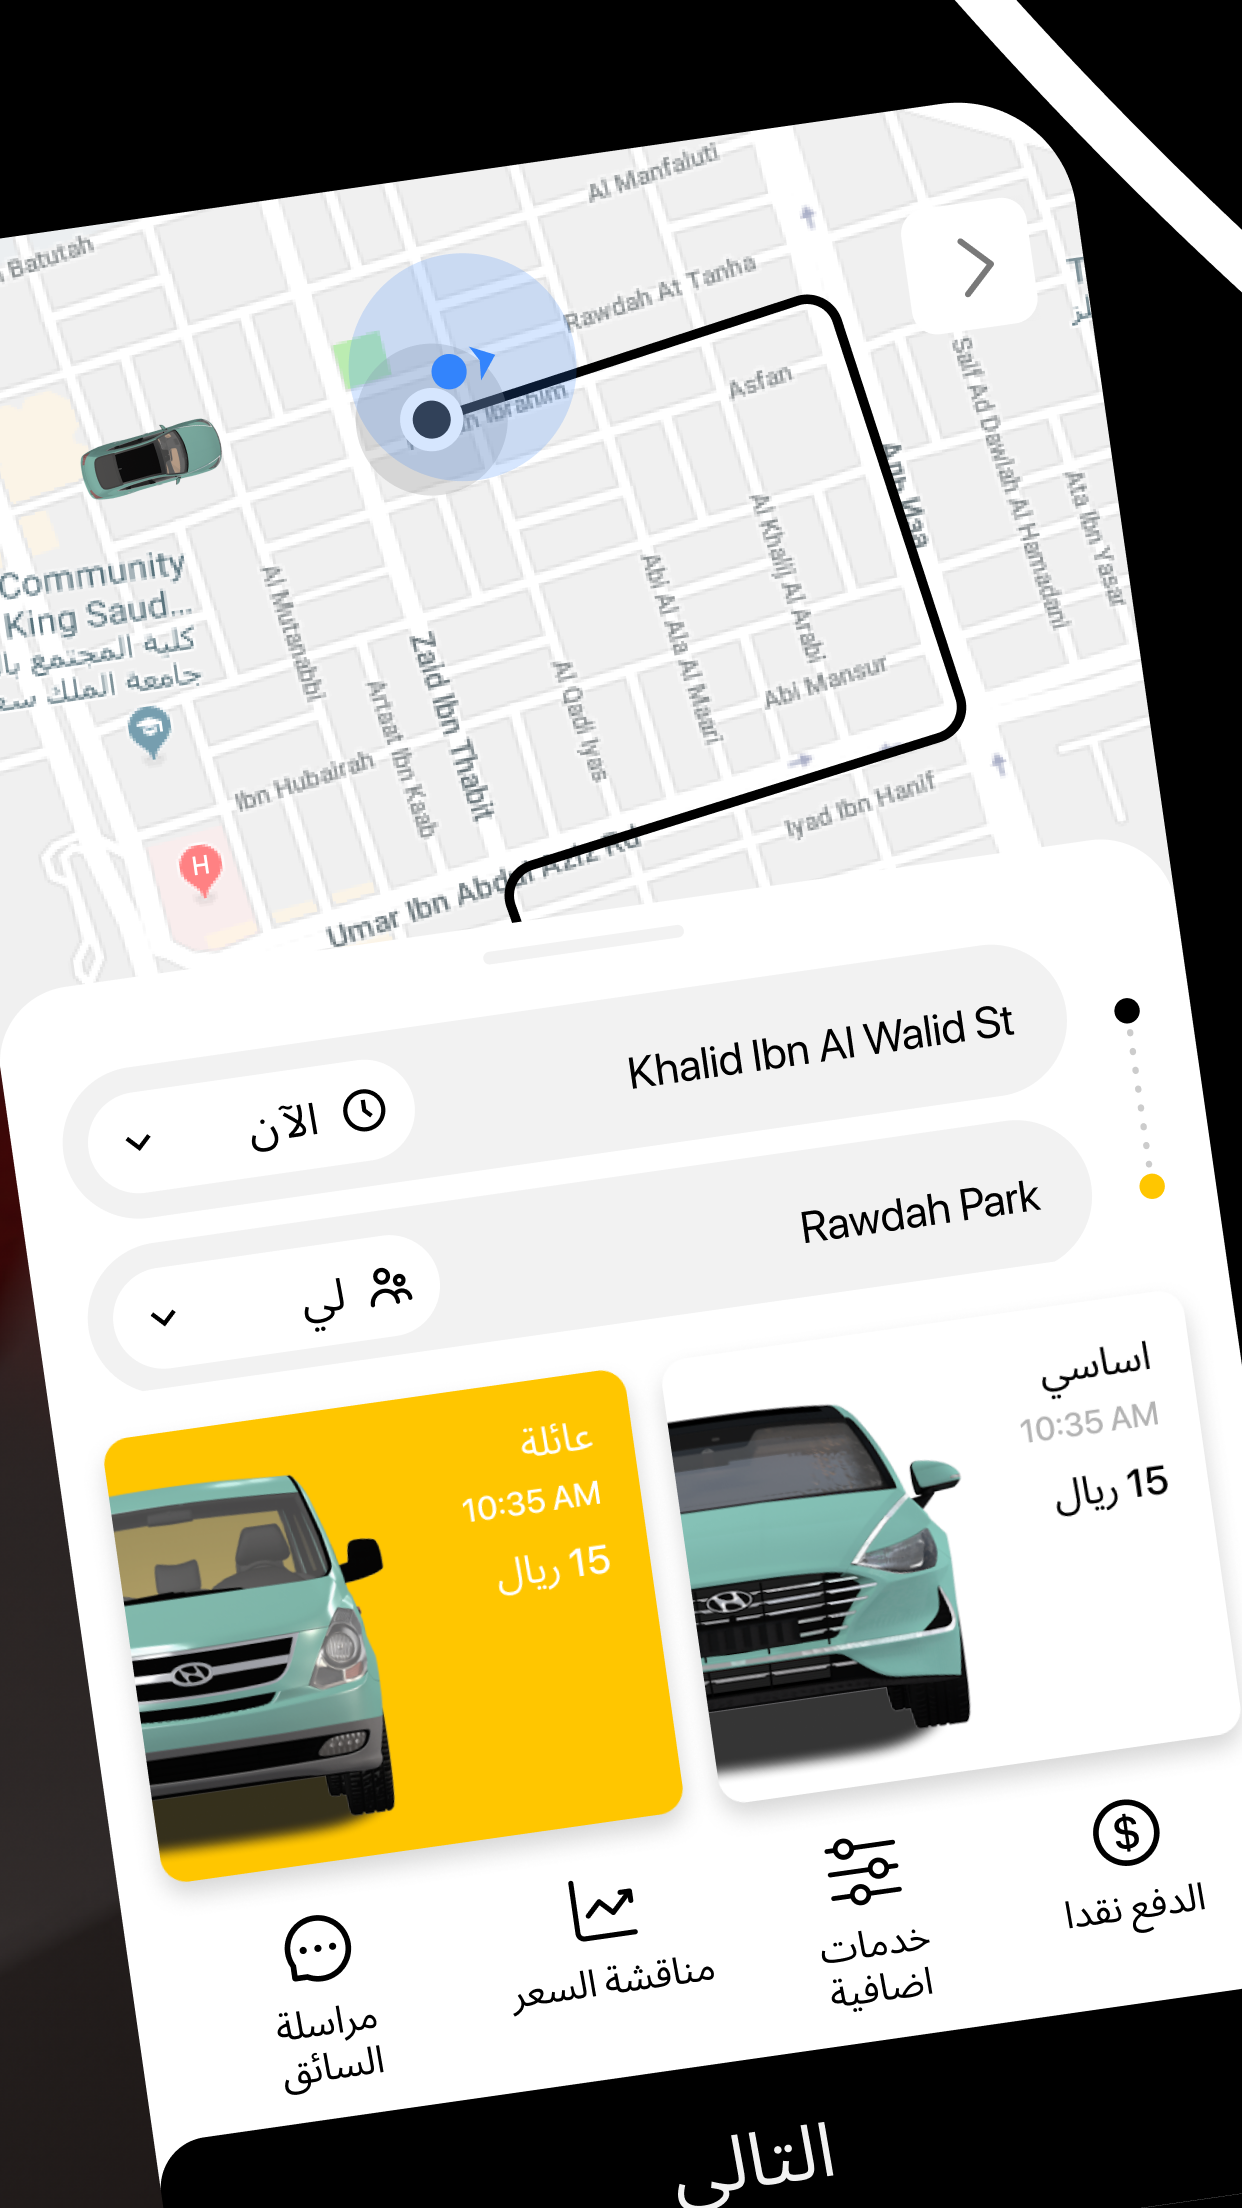 Al Manfaluti
Batutah
Rawdah At Tanha
Ibrahim
Asfan
Saif Ad Dawlah Al Hamadani
Ata Ibn Yasar
Community
King Saud...
كلية المجتمع
جامعة الملك
Al Mutanabbi
Zaid Ibn Thabit
Artaat Ibn Kaab
Al Qadi Iyas
Abi Al Ala Al Maari
Al Khalij Al Arabi
Abi Mansur
Ibn Hubairah
H
Iyad Ibn Hanif
Umar Ibn Abdul Aziz Rd
Khalid Ibn Al Walid St
الآن
Rawdah Park
لي
اساسي
10:35 AM
15 ريال
عائلة
10:35 AM
15 ريال
$
الدفع نقدا
خدمات
اضافية
مناقشة السعر
مراسلة
السائق
التالي